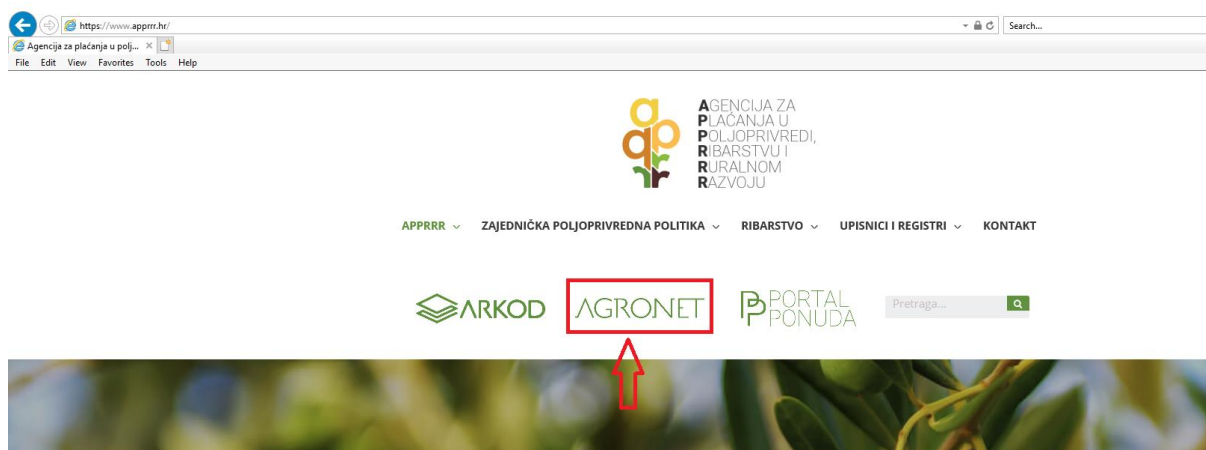 https://www.apprrr.hr/
Search...
Agencija za plaćanja u polj...
File Edit View Favorites Tools Help
AGENCIJA ZA
PLAĆANJA U
POLJOPRIVREDI,
RIBARSTVU I
RURALNOM
RAZVOJU
APPRRR ZAJEDNIČKA POLJOPRIVREDNA POLITIKA RIBARSTVO UPISNICI I REGISTRI KONTAKT
ARKOD AGRONET PORTAL PONUDA Pretraga...